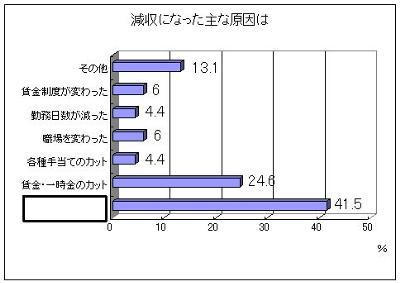 減収になった主な原因は
その他 13.1
賃金制度が変わった 6
勤務日数が減った 4.4
職場を変わった 6
各種手当てのカット 4.4
賃金・一時金のカット 24.6
41.5
0 10 20 30 40 50
%